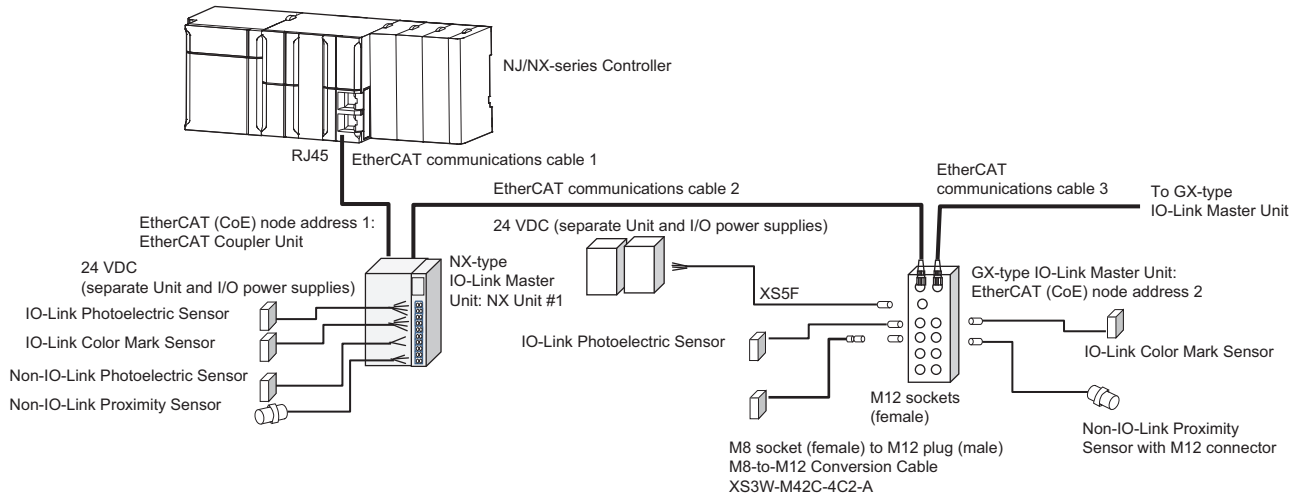 NJ/NX-series Controller
RJ45
EtherCAT communications cable 1
EtherCAT communications cable 2
EtherCAT
communications cable 3
To GX-type
IO-Link Master Unit
EtherCAT (CoE) node address 1:
EtherCAT Coupler Unit
24 VDC (separate Unit and I/O power supplies)
24 VDC
(separate Unit and I/O power supplies)
NX-type
IO-Link Master
Unit: NX Unit #1
GX-type IO-Link Master Unit:
EtherCAT (CoE) node address 2
XS5F
IO-Link Photoelectric Sensor
IO-Link Color Mark Sensor
Non-IO-Link Photoelectric Sensor
Non-IO-Link Proximity Sensor
IO-Link Photoelectric Sensor
IO-Link Color Mark Sensor
M12 sockets
(female)
Non-IO-Link Proximity
Sensor with M12 connector
M8 socket (female) to M12 plug (male)
M8-to-M12 Conversion Cable
XS3W-M42C-4C2-A